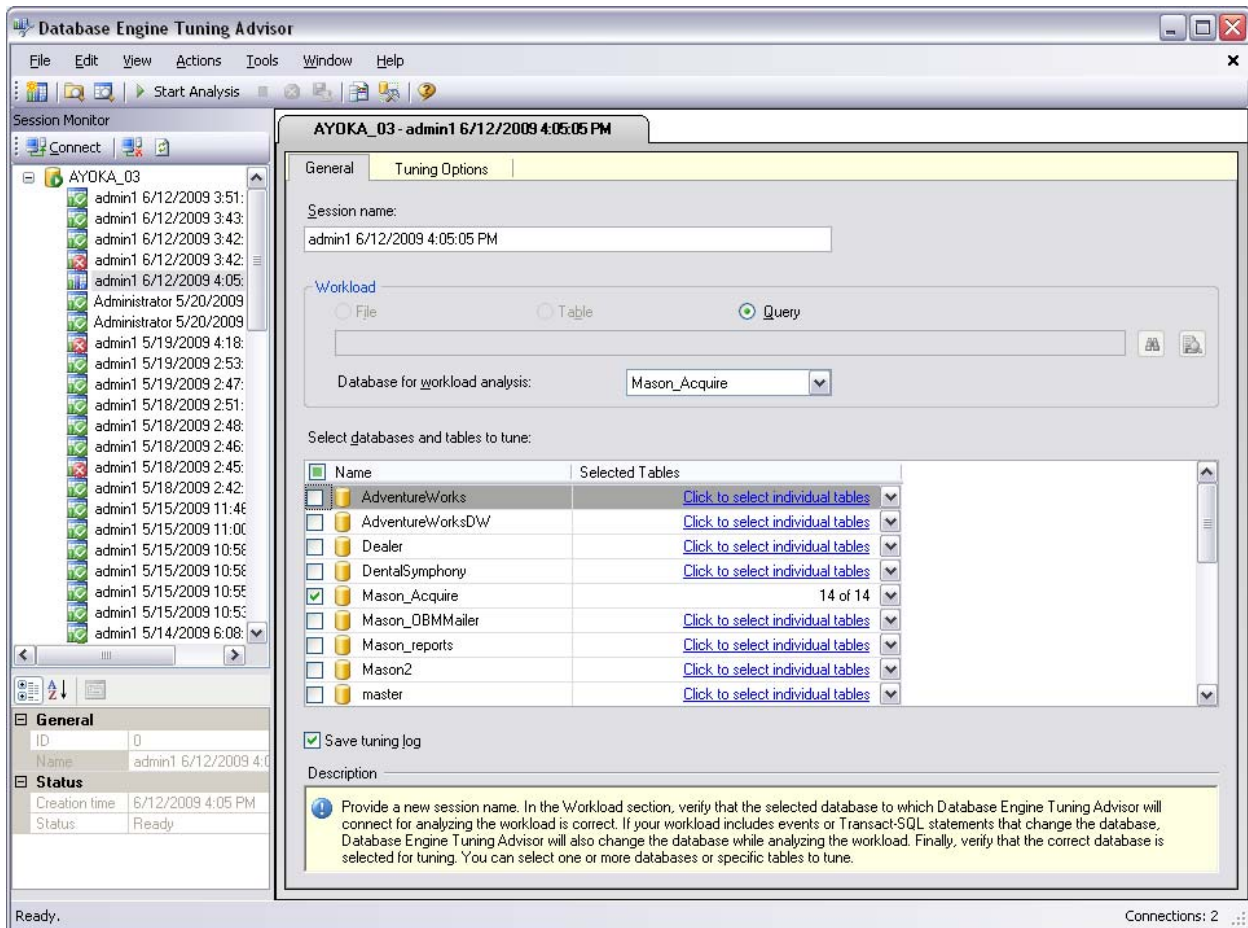 Database Engine Tuning Advisor
File Edit View Actions Tools Window Help
Start Analysis
Session Monitor
Connect
AYOKA_03
admin1 6/12/2009 3:51:
admin1 6/12/2009 3:43:
admin1 6/12/2009 3:42:
admin1 6/12/2009 3:42:
admin1 6/12/2009 4:05:
Administrator 5/20/2009
Administrator 5/20/2009
admin1 5/19/2009 4:18:
admin1 5/19/2009 2:53:
admin1 5/19/2009 2:47:
admin1 5/18/2009 2:51:
admin1 5/18/2009 2:48:
admin1 5/18/2009 2:46:
admin1 5/18/2009 2:45:
admin1 5/18/2009 2:42:
admin1 5/15/2009 11:46
admin1 5/15/2009 11:00
admin1 5/15/2009 10:58
admin1 5/15/2009 10:58
admin1 5/15/2009 10:55
admin1 5/15/2009 10:53
admin1 5/14/2009 6:08:
General
ID 0
Name admin1 6/12/2009 4:0
Status
Creation time 6/12/2009 4:05 PM
Status Ready
AYOKA_03 - admin1 6/12/2009 4:05:05 PM
General Tuning Options
Session name:
admin1 6/12/2009 4:05:05 PM
Workload
File Table Query
Database for workload analysis: Mason_Acquire
Select databases and tables to tune:
Name Selected Tables
AdventureWorks Click to select individual tables
AdventureWorksDW Click to select individual tables
Dealer Click to select individual tables
DentalSymphony Click to select individual tables
Mason_Acquire 14 of 14
Mason_OBMMailer Click to select individual tables
Mason_reports Click to select individual tables
Mason2 Click to select individual tables
master Click to select individual tables
Save tuning log
Description
Provide a new session name. In the Workload section, verify that the selected database to which Database Engine Tuning Advisor will
connect for analyzing the workload is correct. If your workload includes events or Transact-SQL statements that change the database,
Database Engine Tuning Advisor will also change the database while analyzing the workload. Finally, verify that the correct database is
selected for tuning. You can select one or more databases or specific tables to tune.
Ready. Connections: 2